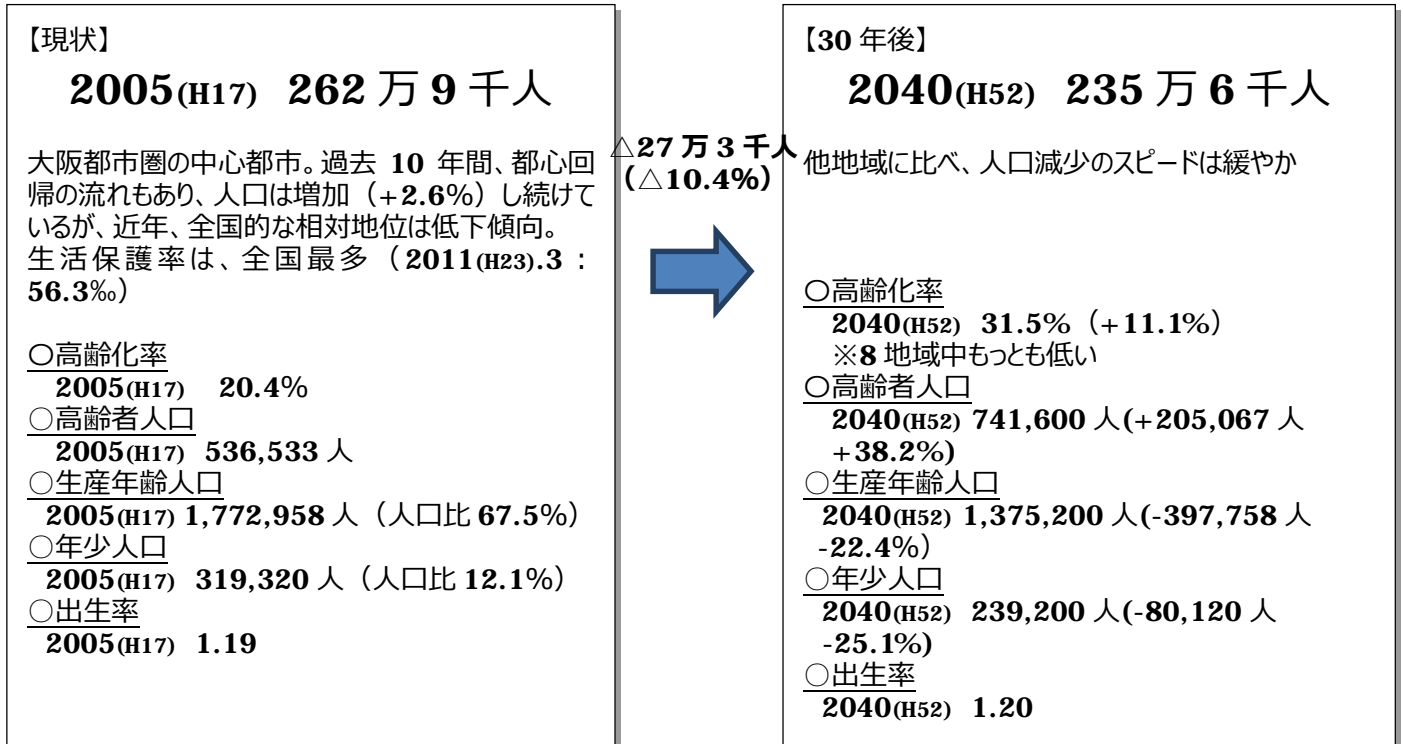 【現状】
2005(H17) 262 万 9 千人
大阪都市圏の中心都市。過去 10 年間、都心回
帰の流れもあり、人口は増加（+2.6%）し続けて
いるが、近年、全国的な相対地位は低下傾向。
生活保護率は、全国最多（2011(H23).3：
56.3‰）
○高齢化率
2005(H17) 20.4%
○高齢者人口
2005(H17) 536,533 人
○生産年齢人口
2005(H17) 1,772,958 人（人口比 67.5%）
○年少人口
2005(H17) 319,320 人（人口比 12.1%）
○出生率
2005(H17) 1.19
△27 万 3 千人
（△10.4%）
【30 年後】
2040(H52) 235 万 6 千人
他地域に比べ、人口減少のスピードは緩やか
○高齢化率
2040(H52) 31.5%（+11.1%）
※8 地域中もっとも低い
○高齢者人口
2040(H52) 741,600 人(+205,067 人
+38.2%)
○生産年齢人口
2040(H52) 1,375,200 人(-397,758 人
-22.4%）
○年少人口
2040(H52) 239,200 人(-80,120 人
-25.1%)
○出生率
2040(H52) 1.20